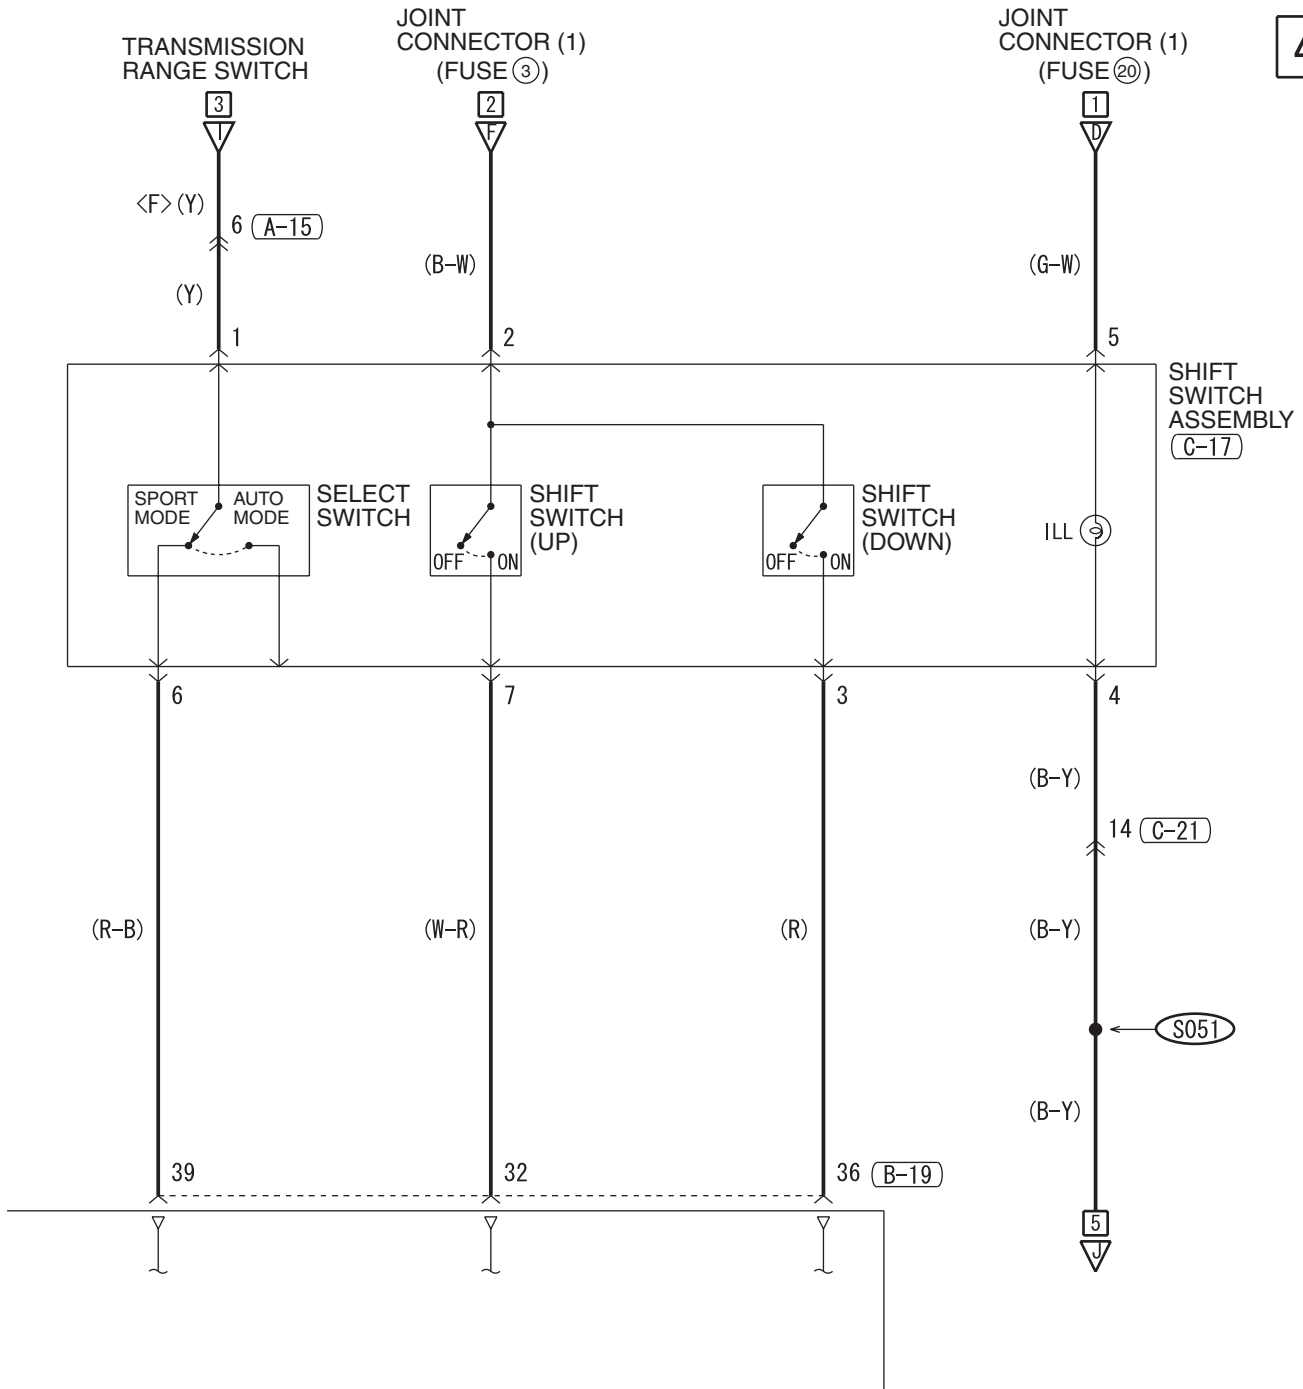 TRANSMISSION
RANGE SWITCH
3
I
<F>(Y)
6 A-15
(Y)
1
JOINT
CONNECTOR (1)
(FUSE 3)
2
F
(B-W)
2
JOINT
CONNECTOR (1)
(FUSE 20)
1
D
(G-W)
5
SHIFT
SWITCH
ASSEMBLY
C-17
SPORT
MODE
AUTO
MODE
SELECT
SWITCH
OFF
ON
SHIFT
SWITCH
(UP)
OFF
ON
SHIFT
SWITCH
(DOWN)
ILL
6
7
3
4
(B-Y)
14 C-21
(R-B)
(W-R)
(R)
(B-Y)
S051
(B-Y)
39
32
36 B-19
5
J